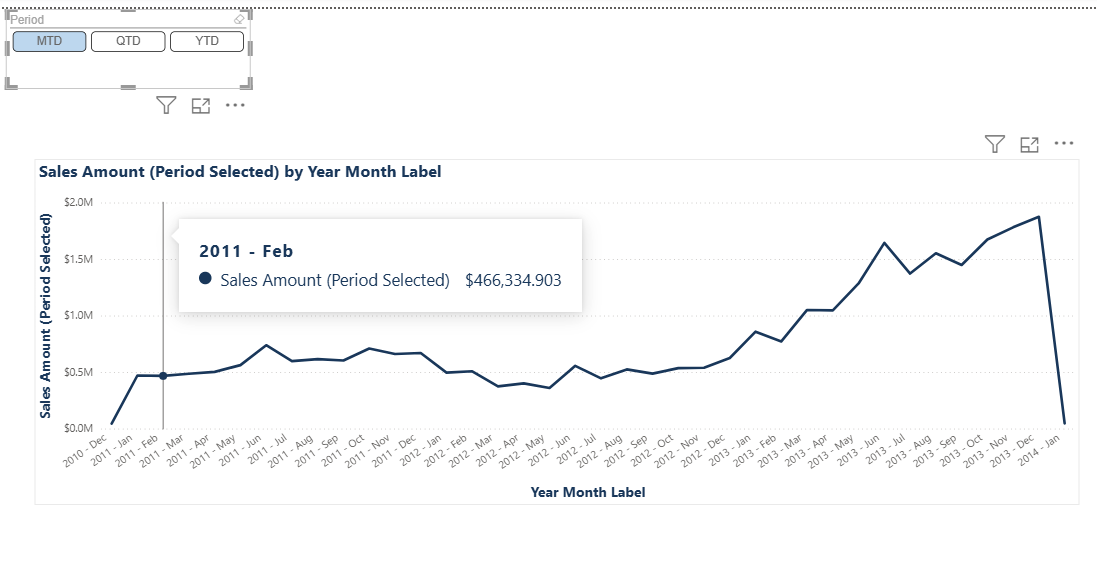 Period
MTD QTD YTD
Sales Amount (Period Selected) by Year Month Label
Sales Amount (Period Selected)
$2.0M
$1.5M
$1.0M
$0.5M
$0.0M
2011 - Feb
Sales Amount (Period Selected) $466,334.903
2010 - Dec
2011 - Jan
2011 - Feb
2011 - Mar
2011 - Apr
2011 - May
2011 - Jun
2011 - Jul
2011 - Aug
2011 - Sep
2011 - Oct
2011 - Nov
2011 - Dec
2012 - Jan
2012 - Feb
2012 - Mar
2012 - Apr
2012 - May
2012 - Jun
2012 - Jul
2012 - Aug
2012 - Sep
2012 - Oct
2012 - Nov
2012 - Dec
2013 - Jan
2013 - Feb
2013 - Mar
2013 - Apr
2013 - May
2013 - Jun
2013 - Jul
2013 - Aug
2013 - Sep
2013 - Oct
2013 - Nov
2013 - Dec
2014 - Jan
Year Month Label